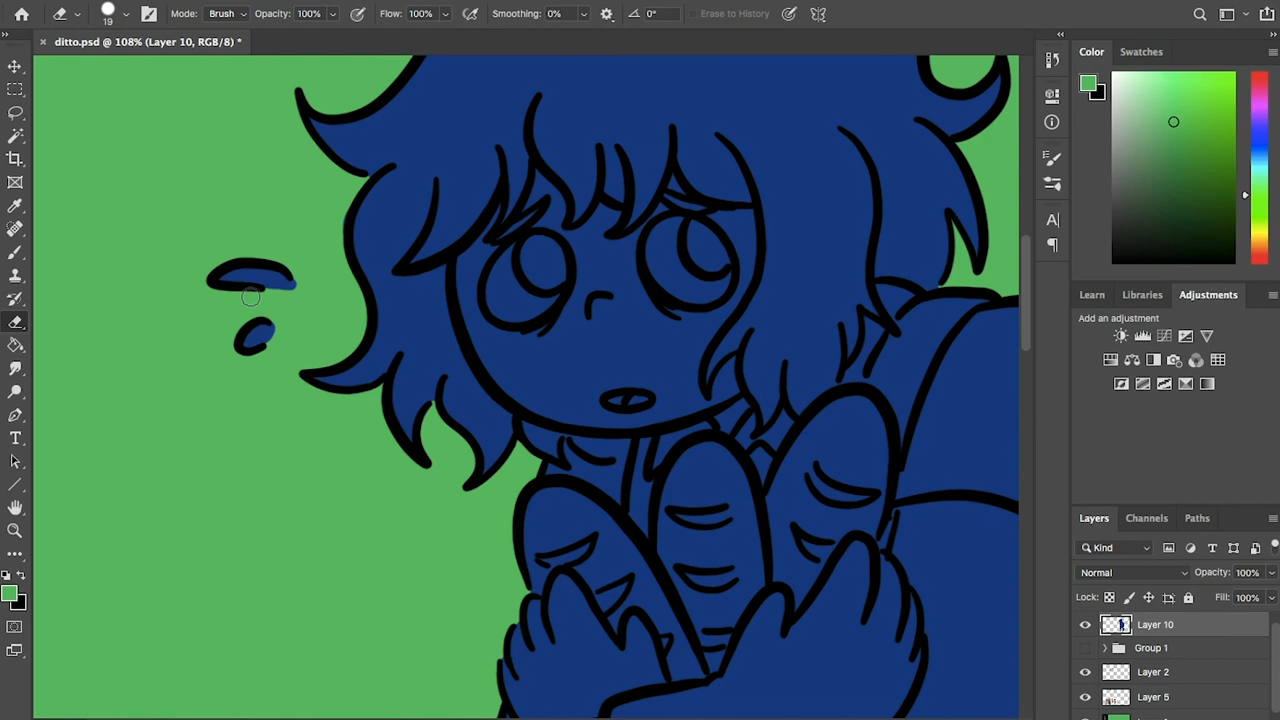 19
Mode: Brush Opacity: 100% Flow: 100% Smoothing: 0% 0° Erase to History
ditto.psd @ 108% (Layer 10, RGB/8) *
Color Swatches
Learn Libraries Adjustments
Add an adjustment
Layers Channels Paths
Kind
Normal Opacity: 100%
Lock: Fill: 100%
Layer 10
Group 1
Layer 2
Layer 5